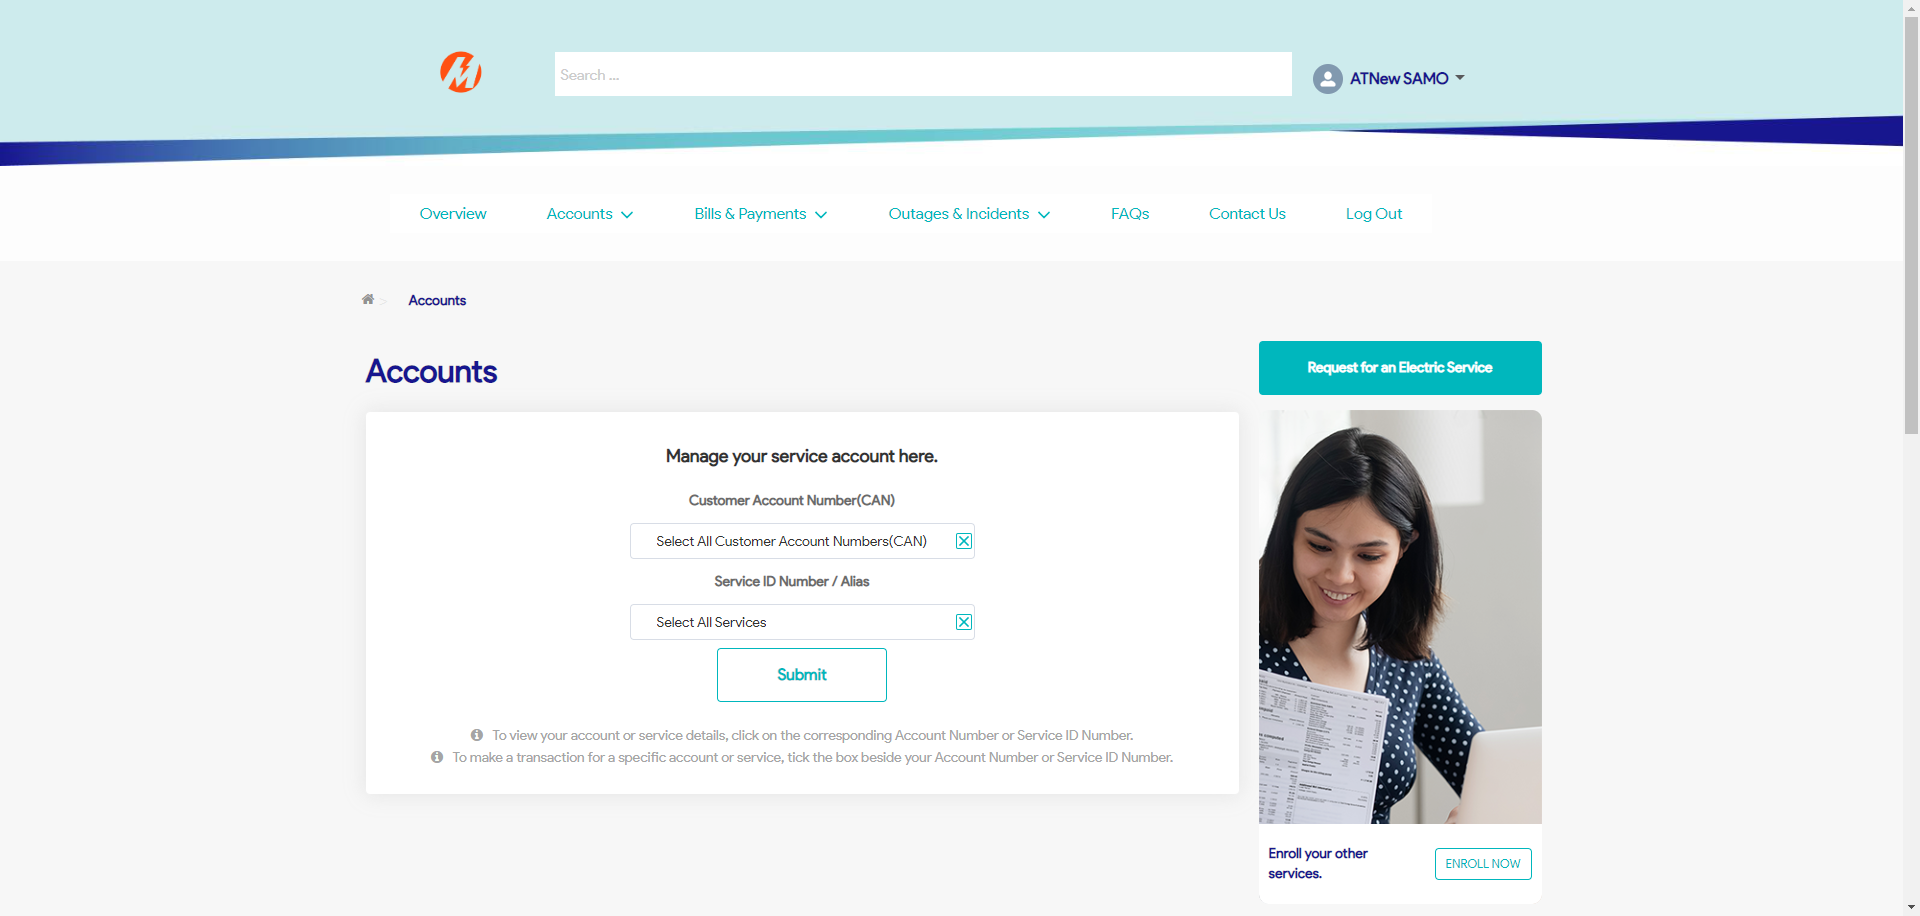 Search ...
ATNew SAMO
Overview
Accounts
Bills & Payments
Outages & Incidents
FAQs
Contact Us
Log Out
> Accounts
Accounts
Request for an Electric Service
Manage your service account here.
Customer Account Number(CAN)
Select All Customer Account Numbers(CAN)
Service ID Number / Alias
Select All Services
Submit
To view your account or service details, click on the corresponding Account Number or Service ID Number.
To make a transaction for a specific account or service, tick the box beside your Account Number or Service ID Number.
Enroll your other
services.
ENROLL NOW